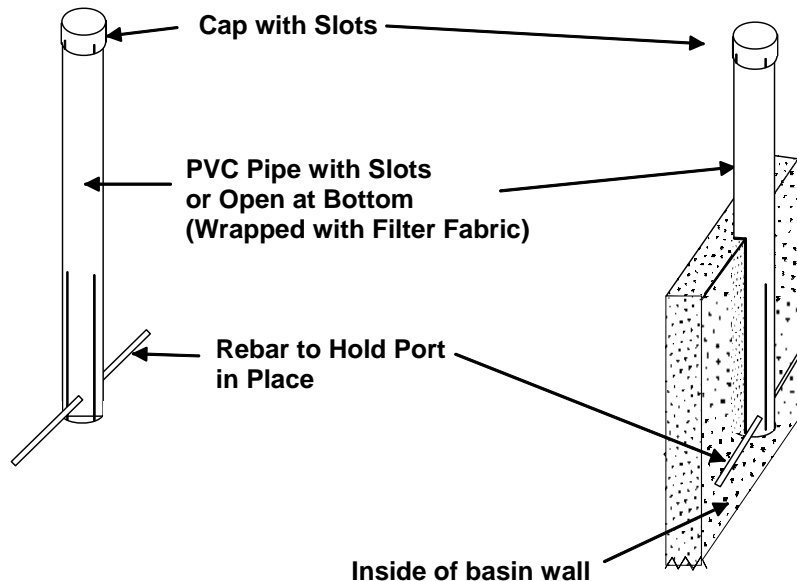 Cap with Slots
PVC Pipe with Slots
or Open at Bottom
(Wrapped with Filter Fabric)
Rebar to Hold Port
in Place
Inside of basin wall